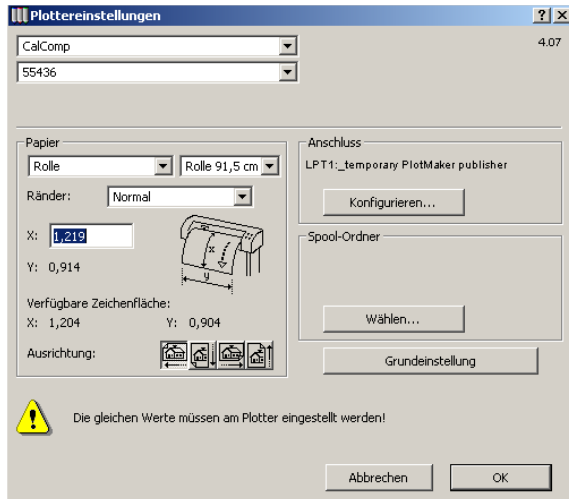 Plottereinstellungen
CalComp
4.07
55436
Papier
Rolle
Rolle 91,5 cm
Ränder:
Normal
X: 1,219
Y: 0,914
x
y
Verfügbare Zeichenfläche:
X: 1,204 Y: 0,904
Ausrichtung:
Anschluss
LPT1:_temporary PlotMaker publisher
Konfigurieren...
Spool-Ordner
Wählen...
Grundeinstellung
Die gleichen Werte müssen am Plotter eingestellt werden!
Abbrechen
OK